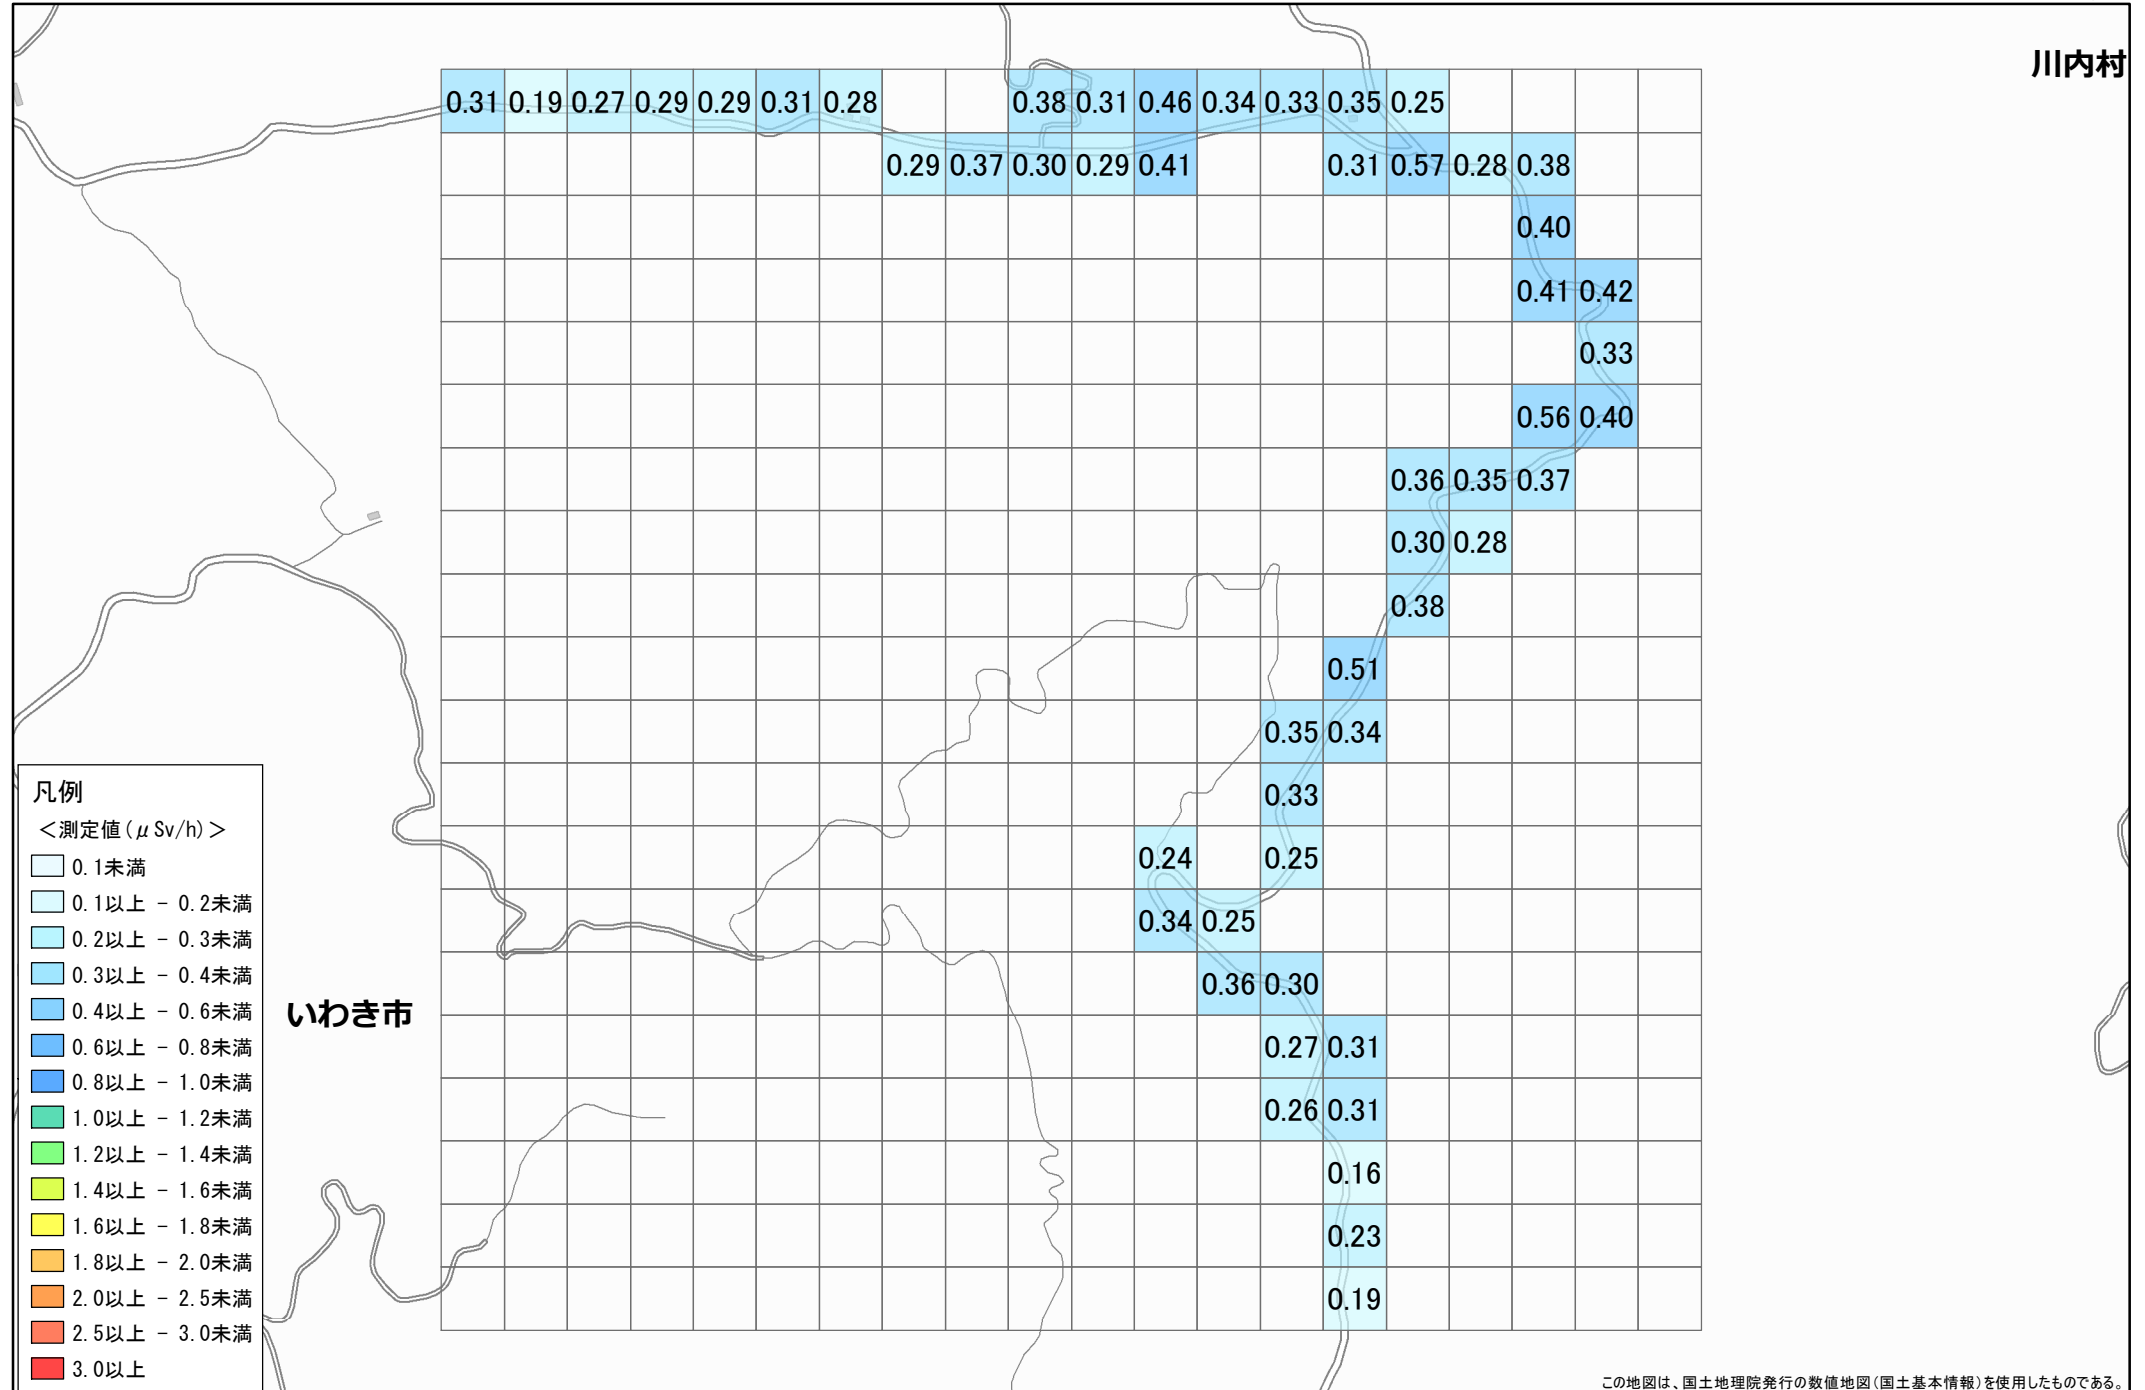 川内村
0.31 0.19 0.27 0.29 0.29 0.31 0.28 0.38 0.31 0.46 0.34 0.33 0.35 0.25
0.29 0.37 0.30 0.29 0.41 0.31 0.57 0.28 0.38
0.40
0.41 0.42
0.33
0.56 0.40
0.36 0.35 0.37
0.30 0.28
0.38
0.51
0.35 0.34
0.33
0.24 0.25
0.34 0.25
0.36 0.30
0.27 0.31
0.26 0.31
0.16
0.23
0.19
いわき市
凡例
＜測定値(μSv/h)＞
0.1未満
0.1以上 - 0.2未満
0.2以上 - 0.3未満
0.3以上 - 0.4未満
0.4以上 - 0.6未満
0.6以上 - 0.8未満
0.8以上 - 1.0未満
1.0以上 - 1.2未満
1.2以上 - 1.4未満
1.4以上 - 1.6未満
1.6以上 - 1.8未満
1.8以上 - 2.0未満
2.0以上 - 2.5未満
2.5以上 - 3.0未満
3.0以上
この地図は、国土地理院発行の数値地図(国土基本情報)を使用したものである。